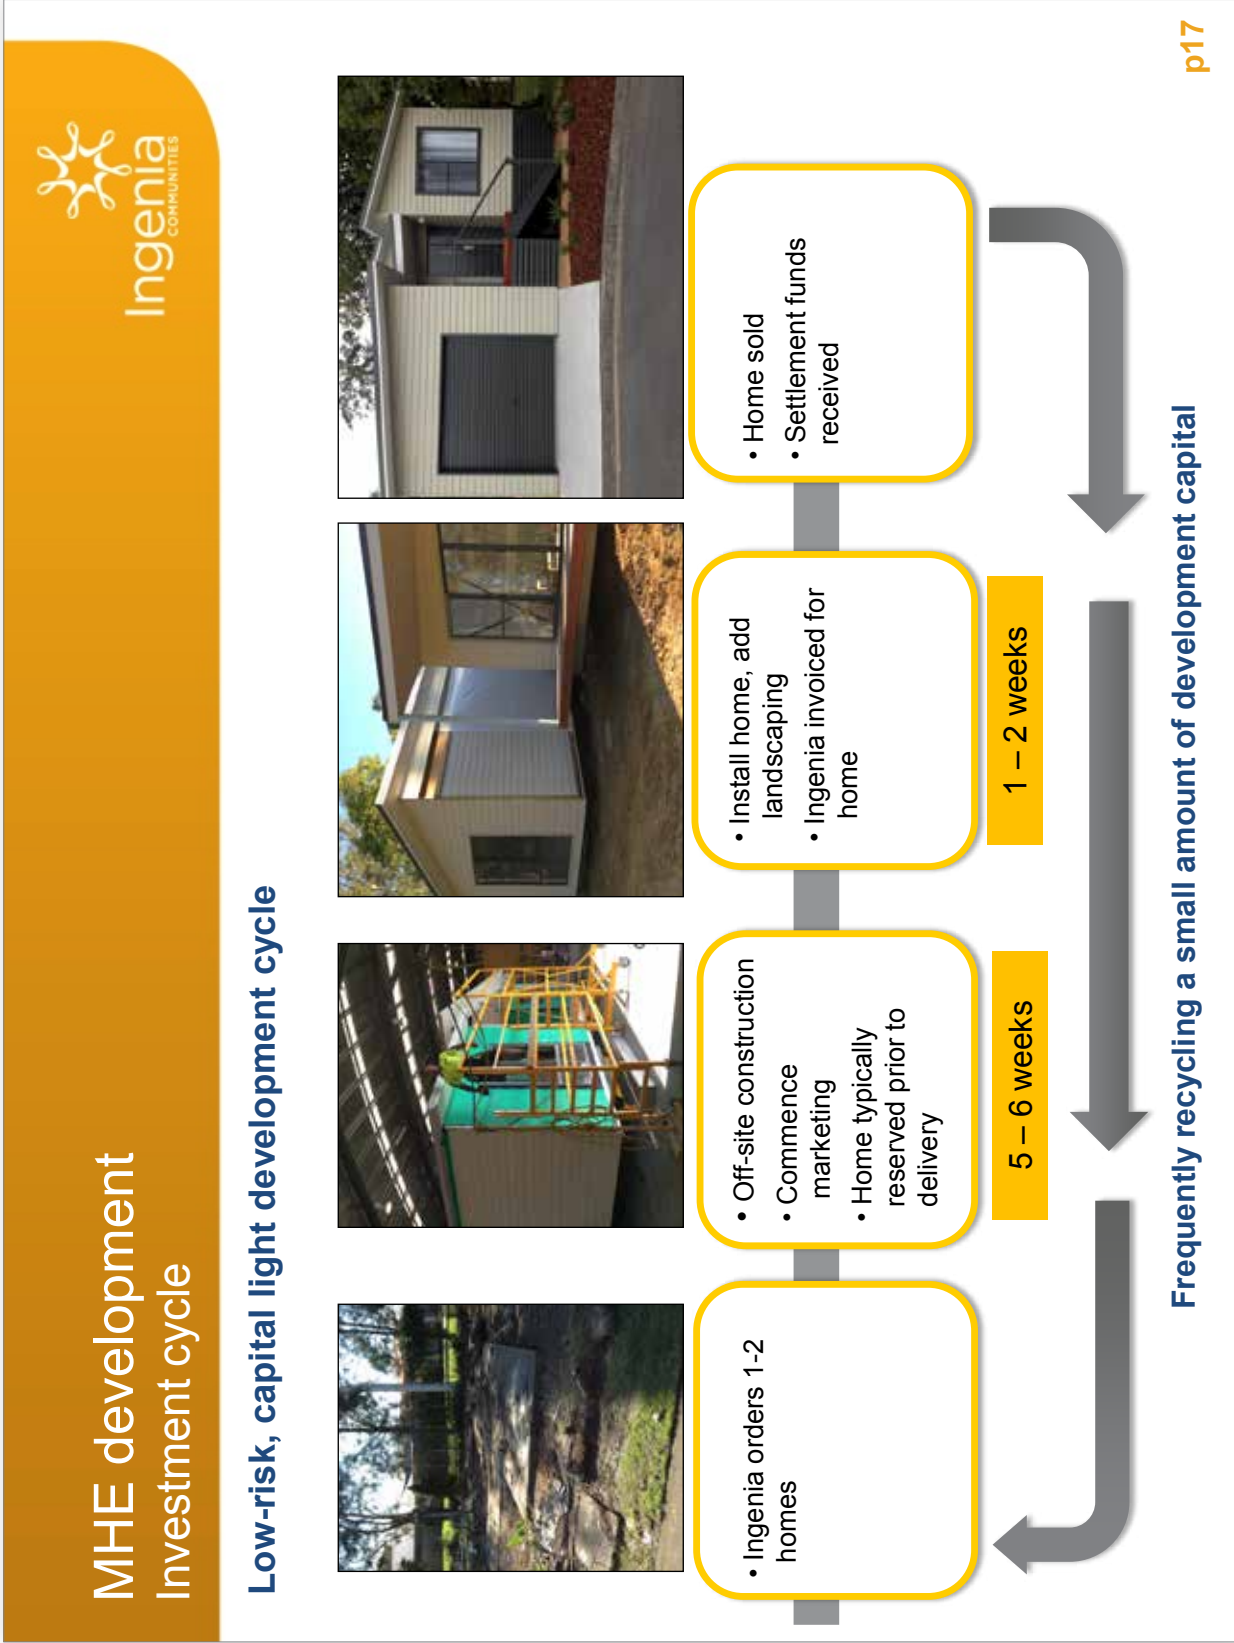 MHE development
Investment cycle
Ingenia
COMMUNITIES
Low-risk, capital light development cycle
• Ingenia orders 1-2
homes
• Off-site construction
• Commence
marketing
• Home typically
reserved prior to
delivery
• Install home, add
landscaping
• Ingenia invoiced for
home
• Home sold
• Settlement funds
received
5 – 6 weeks
1 – 2 weeks
Frequently recycling a small amount of development capital
p17